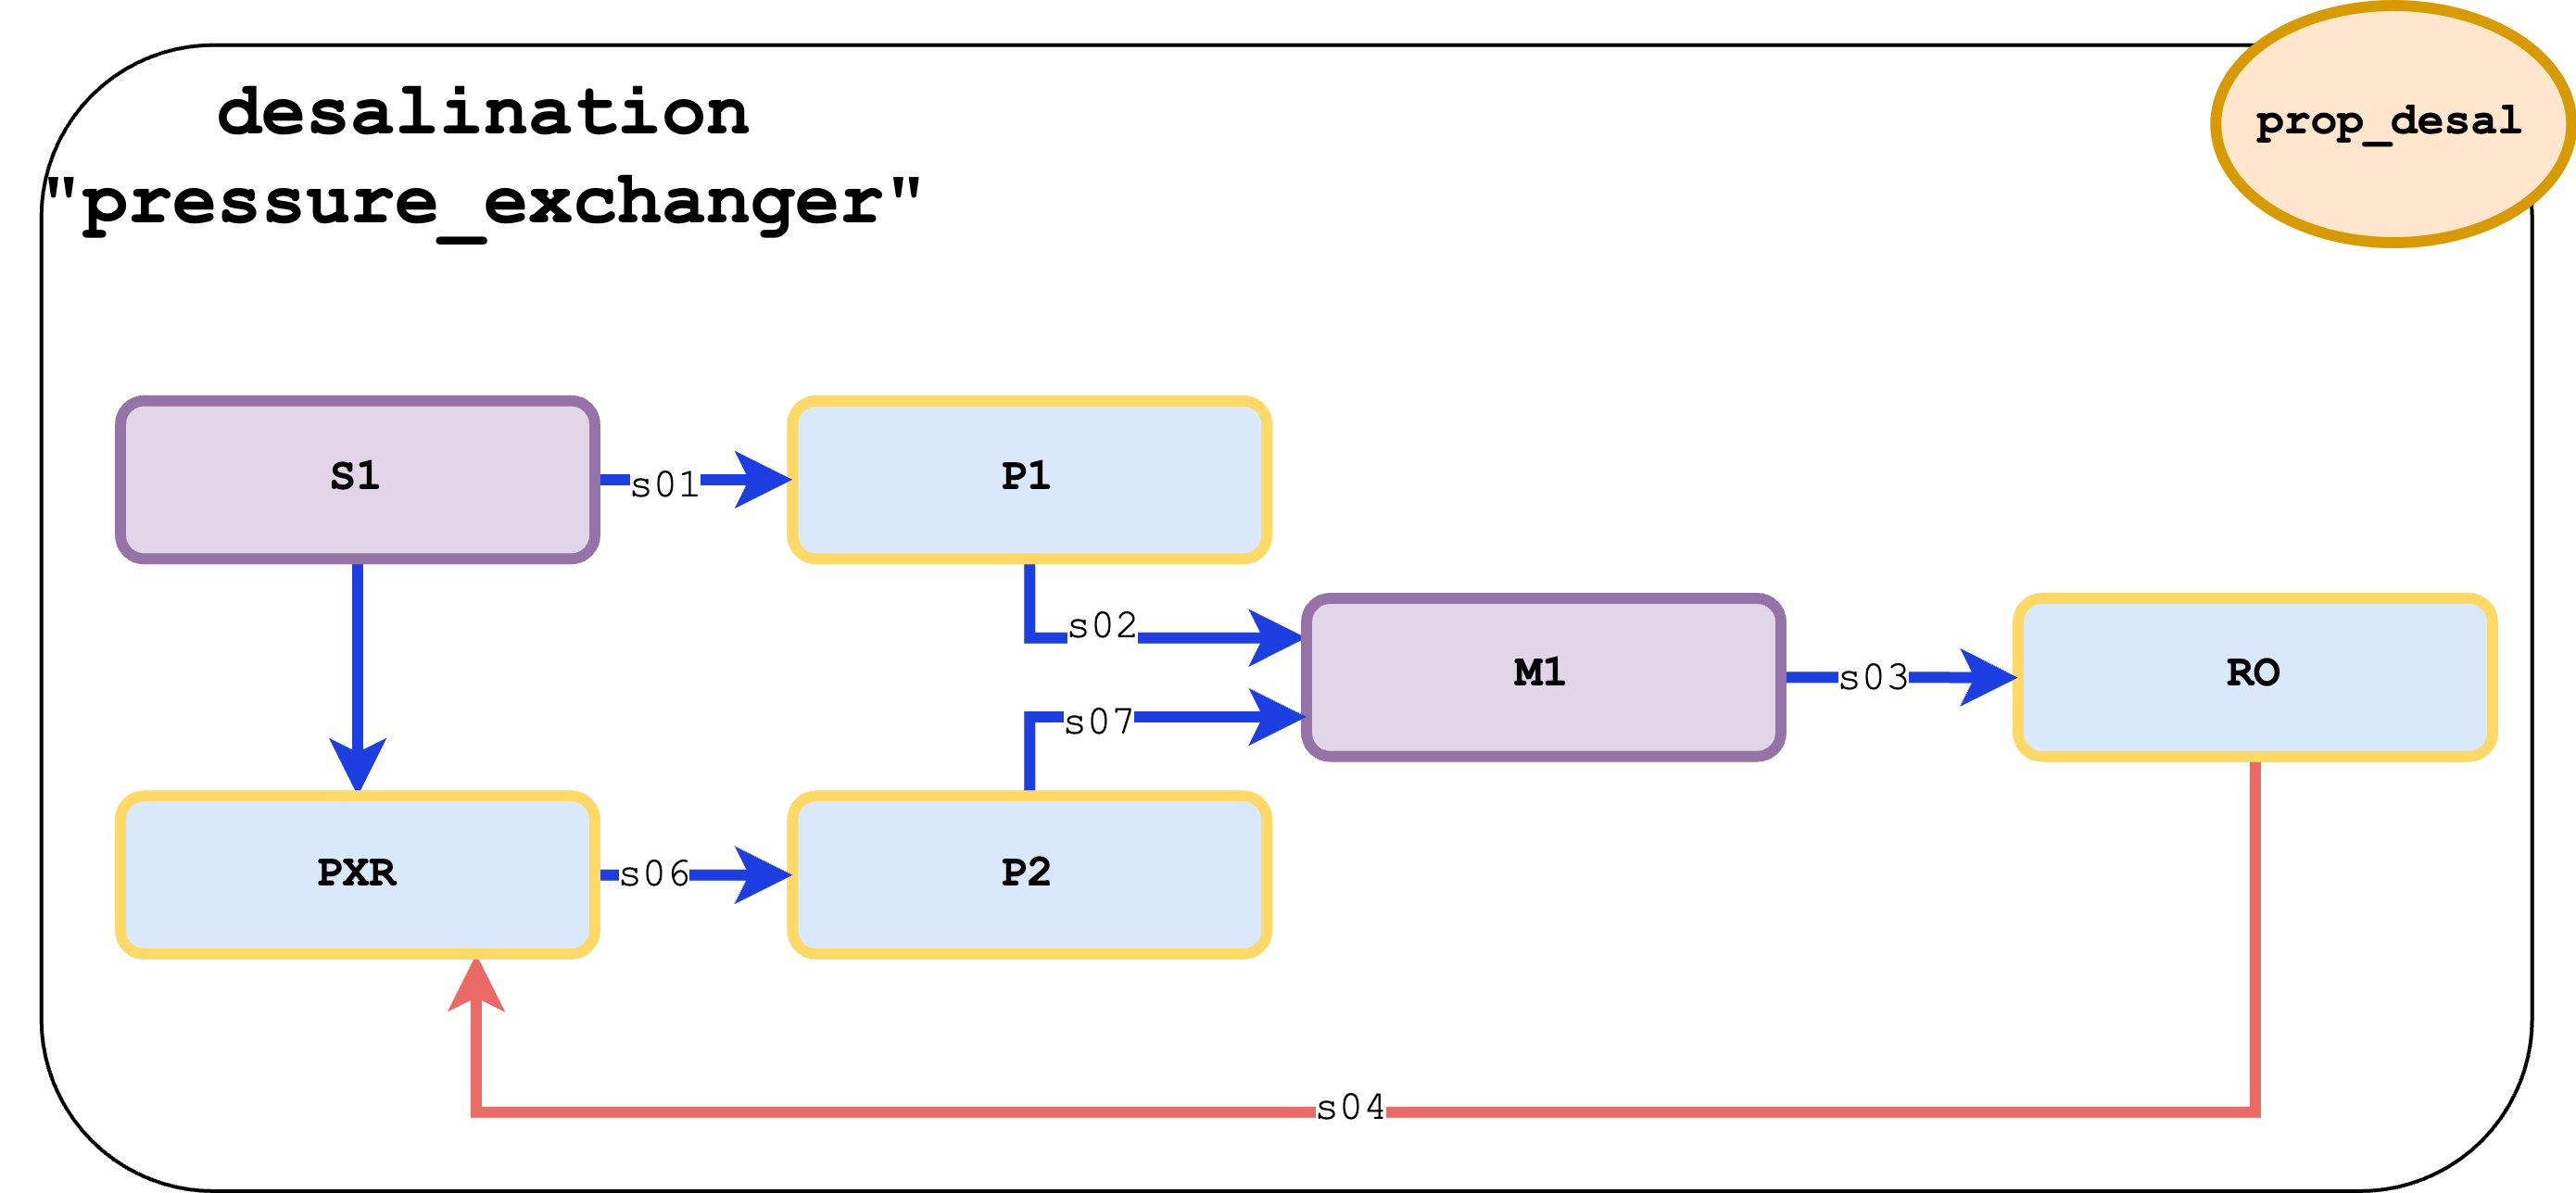 desalination
"pressure_exchanger"
prop_desal
S1
s01
P1
s02
M1
s03
RO
s07
PXR
s06
P2
s04